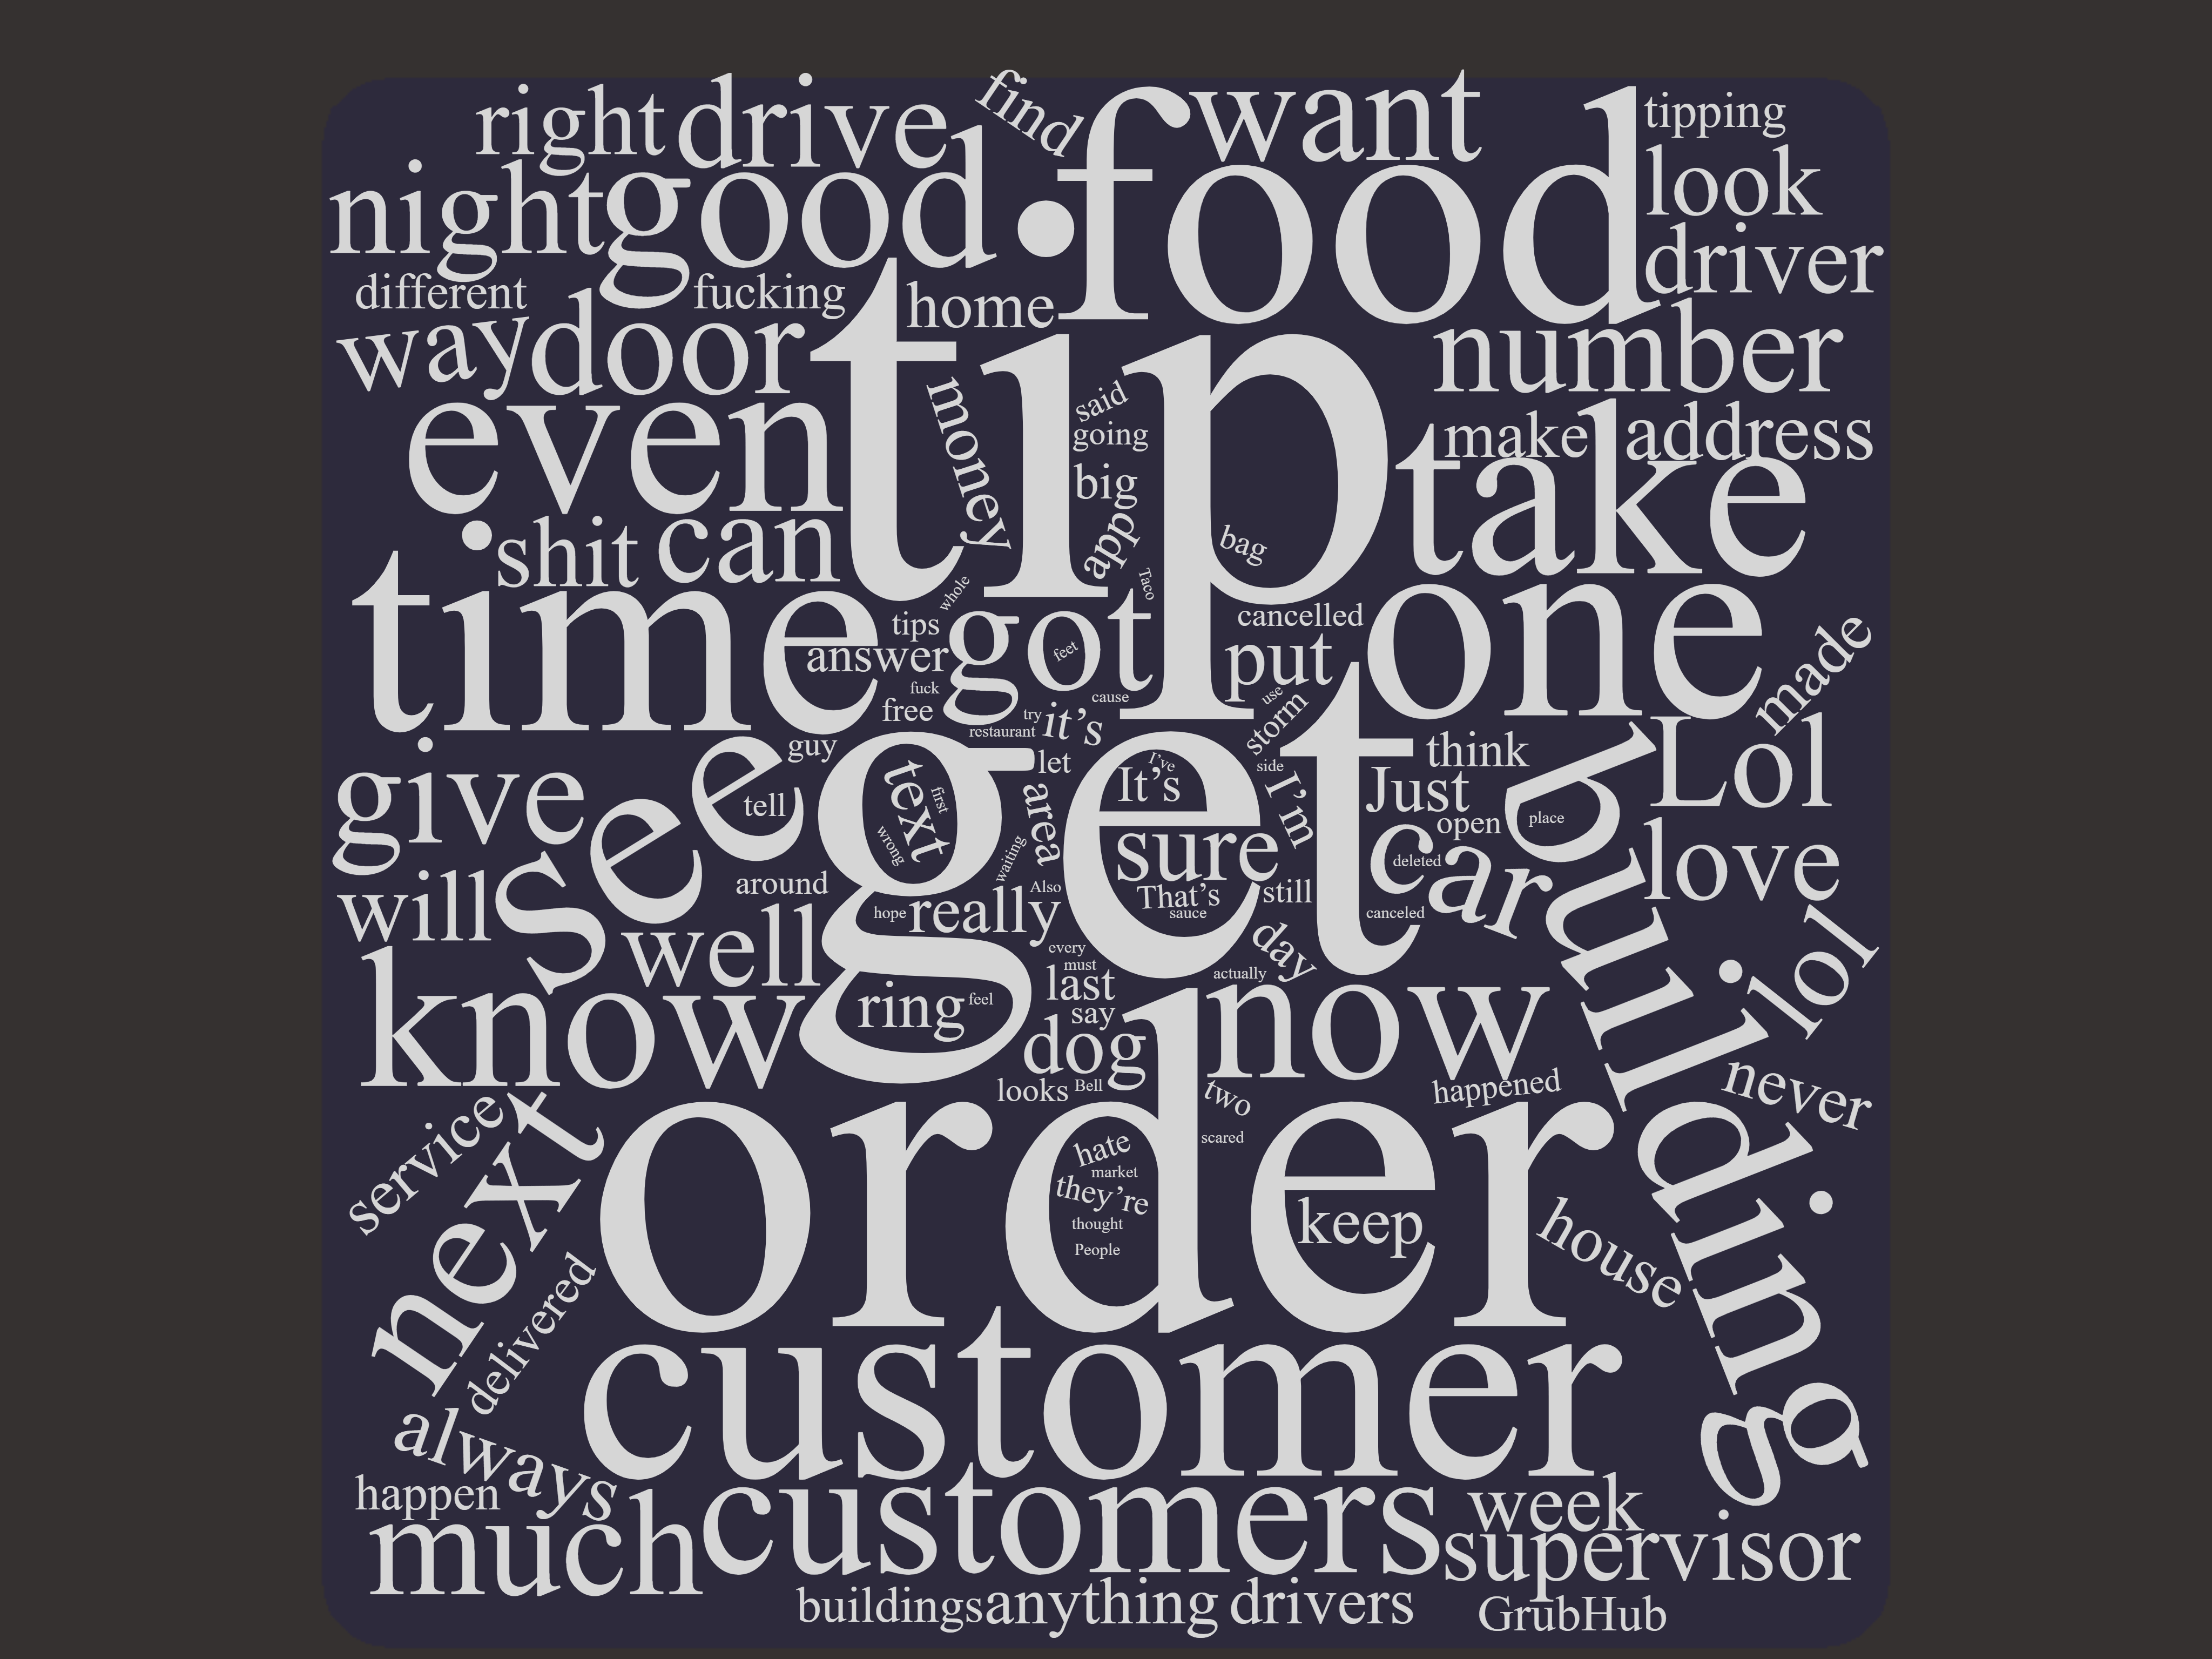 find
right drive want
tipping
night good food look
driver
different fucking home
way door tip number
even money said make address
going take
big
shit can app bag
time whole Taco one
tips got feet cancelled
answer put made
fuck cause use
free try it's storm
restaurant
guy let I've side think Lol
give see text It's I'm Just building
tell first area open place
wrong get sure car love
around waiting deleted
will Also That's still
hope really sauce canceled lol
well every day
must actually
know ring feel last now
say
dog never
looks Bell two happened
service scared
next order hate
market
they're house
thought keep
People
delivered
customer
always
happen week
much customers supervisor
buildings anything drivers GrubHub